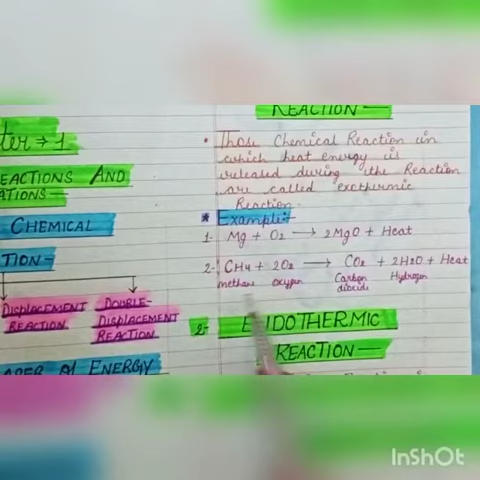 ter → 1
EACTIONS AND
ATIONS —
CHEMICAL
TION —
DISPLACEMENT
REACTION
DOUBLE-
DISPLACEMENT
REACTION
ENERGY
REACTION —
• Those Chemical Reaction in
which heat energy is
released during the Reaction
are called exothermic
Reaction.
* Example:-
1- Mg + O₂ → 2MgO + Heat
2- CH₄ + 2O₂ → CO₂ + 2H₂O + Heat
methane oxygen Carbon dioxide Hydrogen
2- ENDOTHERMIC
REACTION —
InShOt